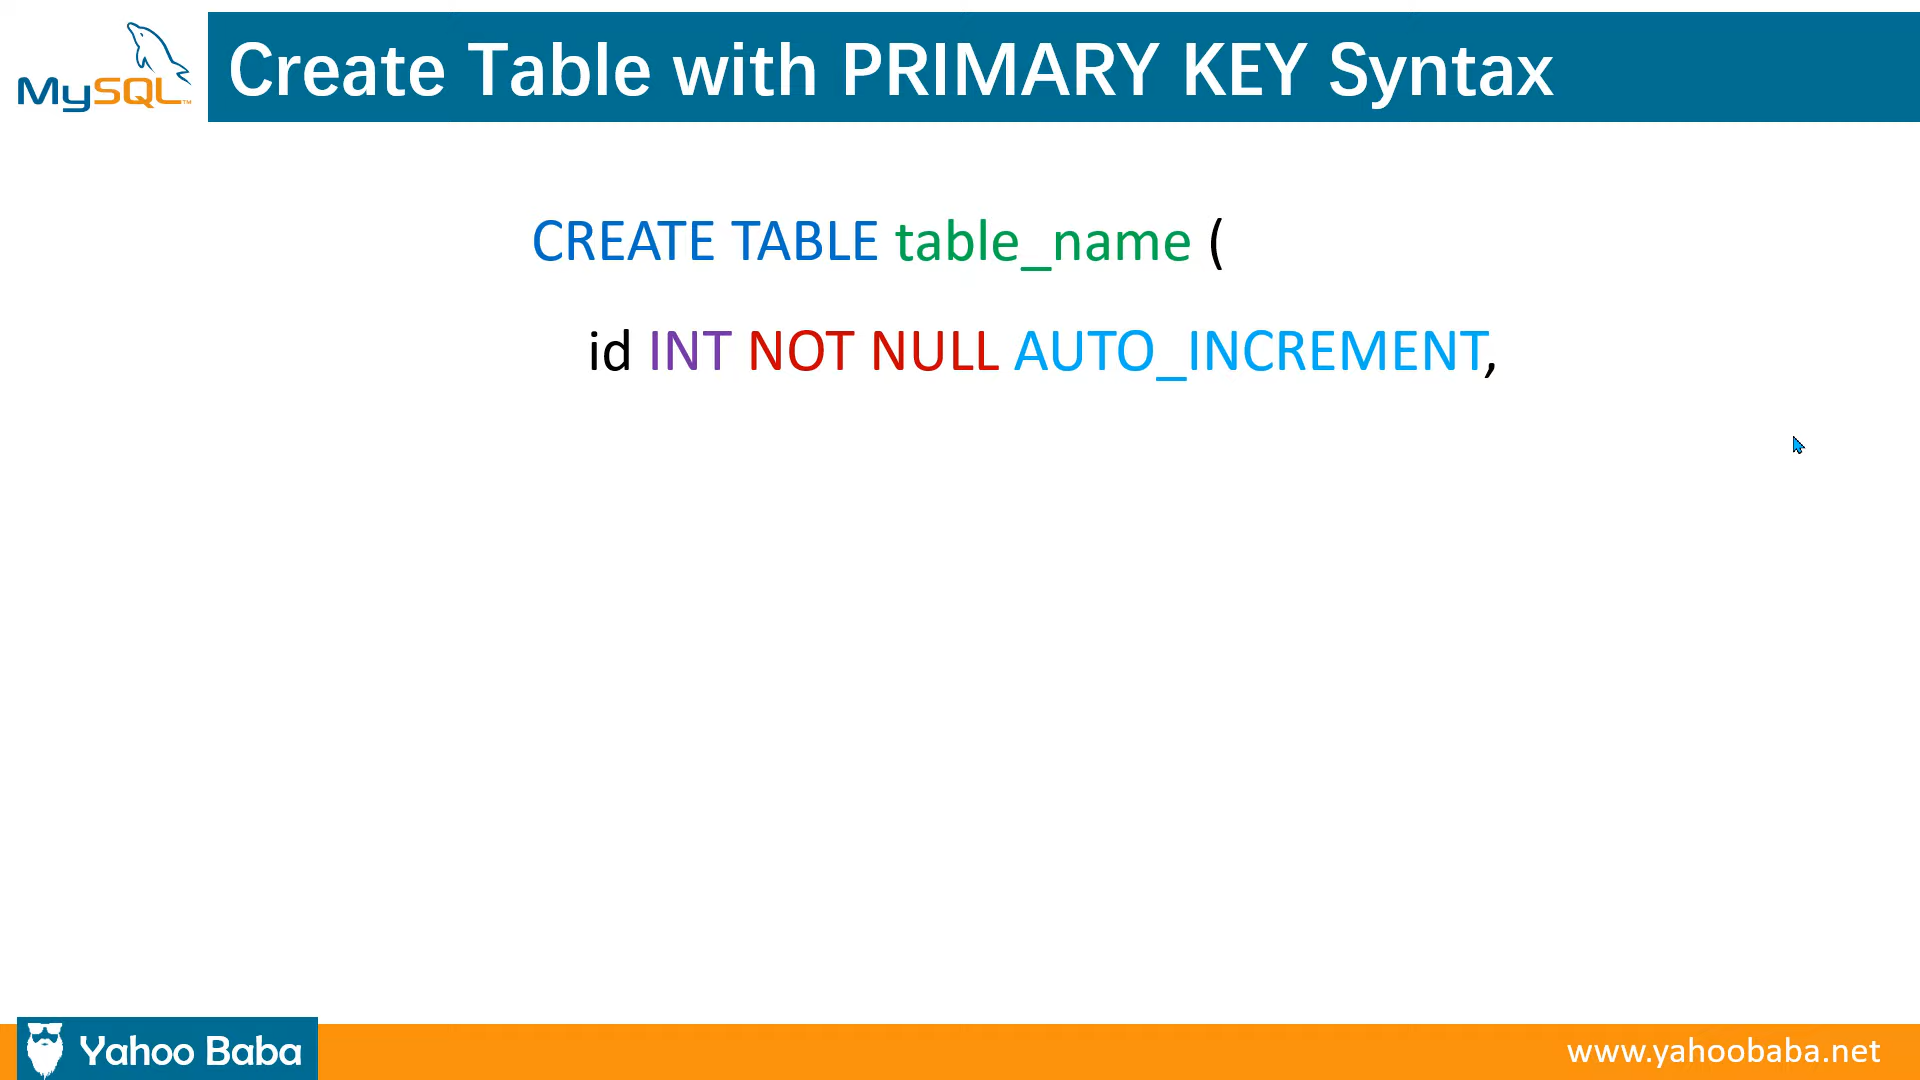 MySQL™
Create Table with PRIMARY KEY Syntax
CREATE TABLE table_name (
id INT NOT NULL AUTO_INCREMENT,
Yahoo Baba
www.yahoobaba.net